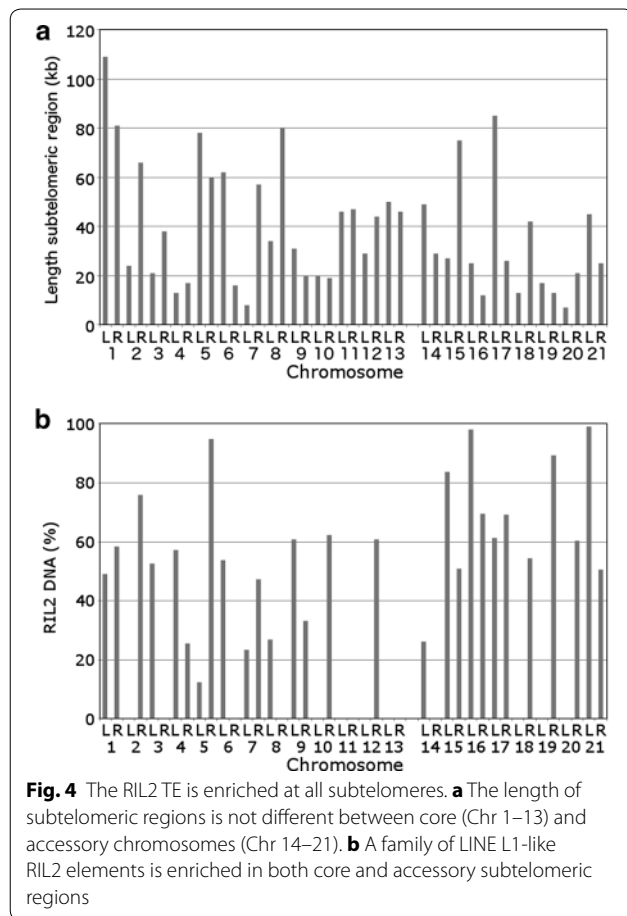 a
120
100
80
60
40
20
0
Length subtelomeric region (kb)
L R L R L R L R L R L R L R L R L R L R L R L R L R L R L R L R L R L R L R L R L R
1 2 3 4 5 6 7 8 9 10 11 12 13 14 15 16 17 18 19 20 21
Chromosome
b
100
80
60
40
20
0
RIL2 DNA (%)
L R L R L R L R L R L R L R L R L R L R L R L R L R L R L R L R L R L R L R L R L R
1 2 3 4 5 6 7 8 9 10 11 12 13 14 15 16 17 18 19 20 21
Chromosome
Fig. 4 The RIL2 TE is enriched at all subtelomeres. a The length of
subtelomeric regions is not different between core (Chr 1–13) and
accessory chromosomes (Chr 14–21). b A family of LINE L1-like
RIL2 elements is enriched in both core and accessory subtelomeric
regions